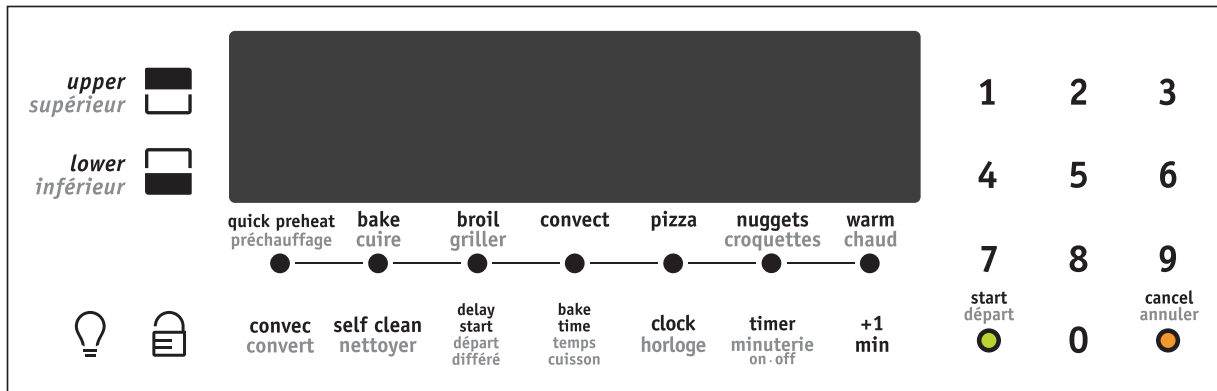 upper
supérieur
lower
inférieur
quick preheat
préchauffage
bake
cuire
broil
griller
convect
pizza
nuggets
croquettes
warm
chaud
convec
convert
self clean
nettoyer
delay
start
départ
différé
bake
time
temps
cuisson
clock
horloge
timer
minuterie
on · off
+1
min
1 2 3
4 5 6
7 8 9
start
départ
0
cancel
annuler